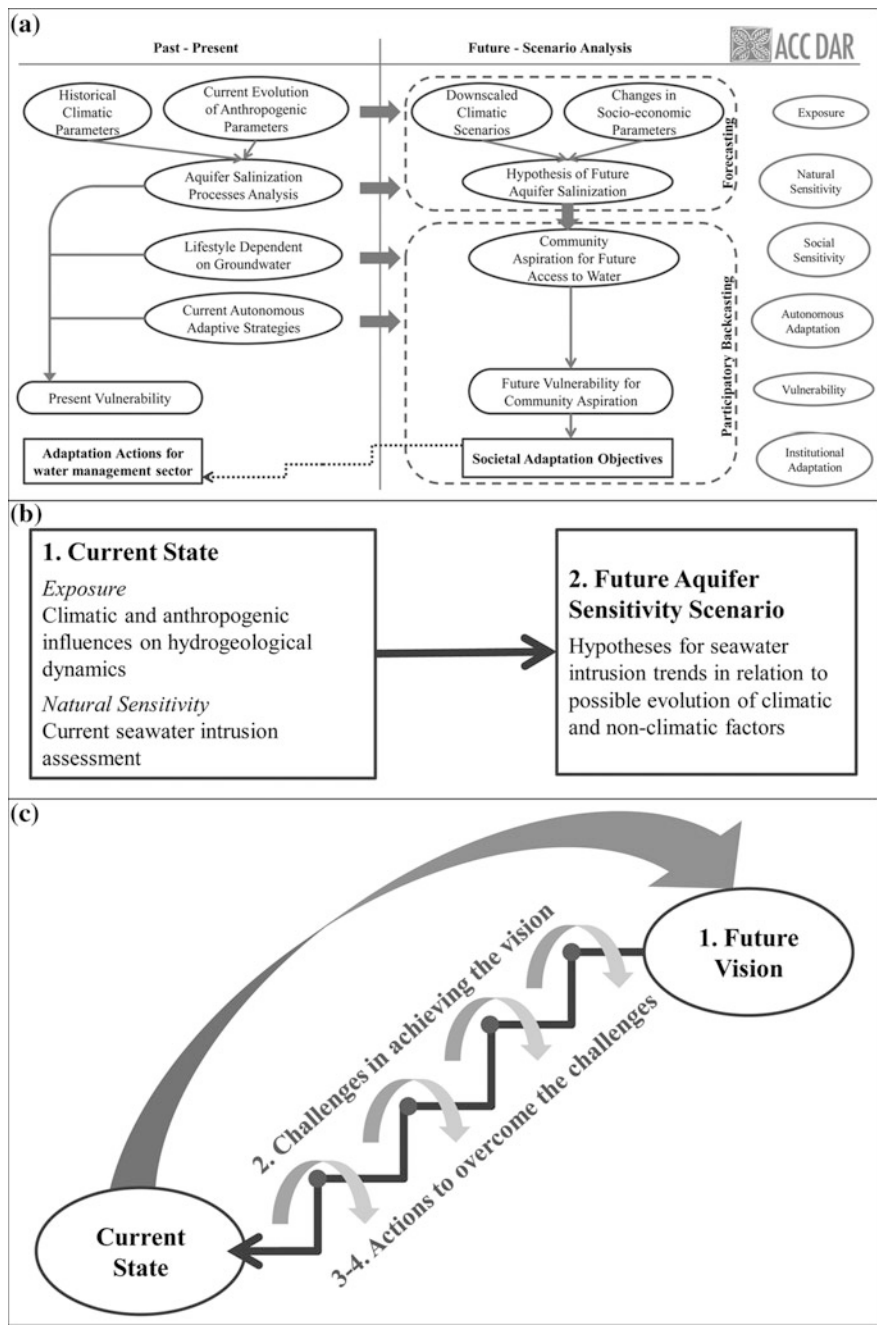 (a)
Past - Present
Future - Scenario Analysis
ACC DAR
Historical
Climatic
Parameters
Current Evolution
of Anthropogenic
Parameters
Downscaled
Climatic
Scenarios
Changes in
Socio-economic
Parameters
Forecasting
Exposure
Aquifer Salinization
Processes Analysis
Hypothesis of Future
Aquifer Salinization
Natural
Sensitivity
Lifestyle Dependent
on Groundwater
Community
Aspiration for Future
Access to Water
Social
Sensitivity
Current Autonomous
Adaptive Strategies
Participatory Backcasting
Autonomous
Adaptation
Present Vulnerability
Future Vulnerability for
Community Aspiration
Vulnerability
Adaptation Actions for
water management sector
Societal Adaptation Objectives
Institutional
Adaptation
(b)
1. Current State
Exposure
Climatic and anthropogenic
influences on hydrogeological
dynamics
Natural Sensitivity
Current seawater intrusion
assessment
2. Future Aquifer
Sensitivity Scenario
Hypotheses for seawater
intrusion trends in relation to
possible evolution of climatic
and non-climatic factors
(c)
1. Future
Vision
2. Challenges in achieving the vision
3-4. Actions to overcome the challenges
Current
State